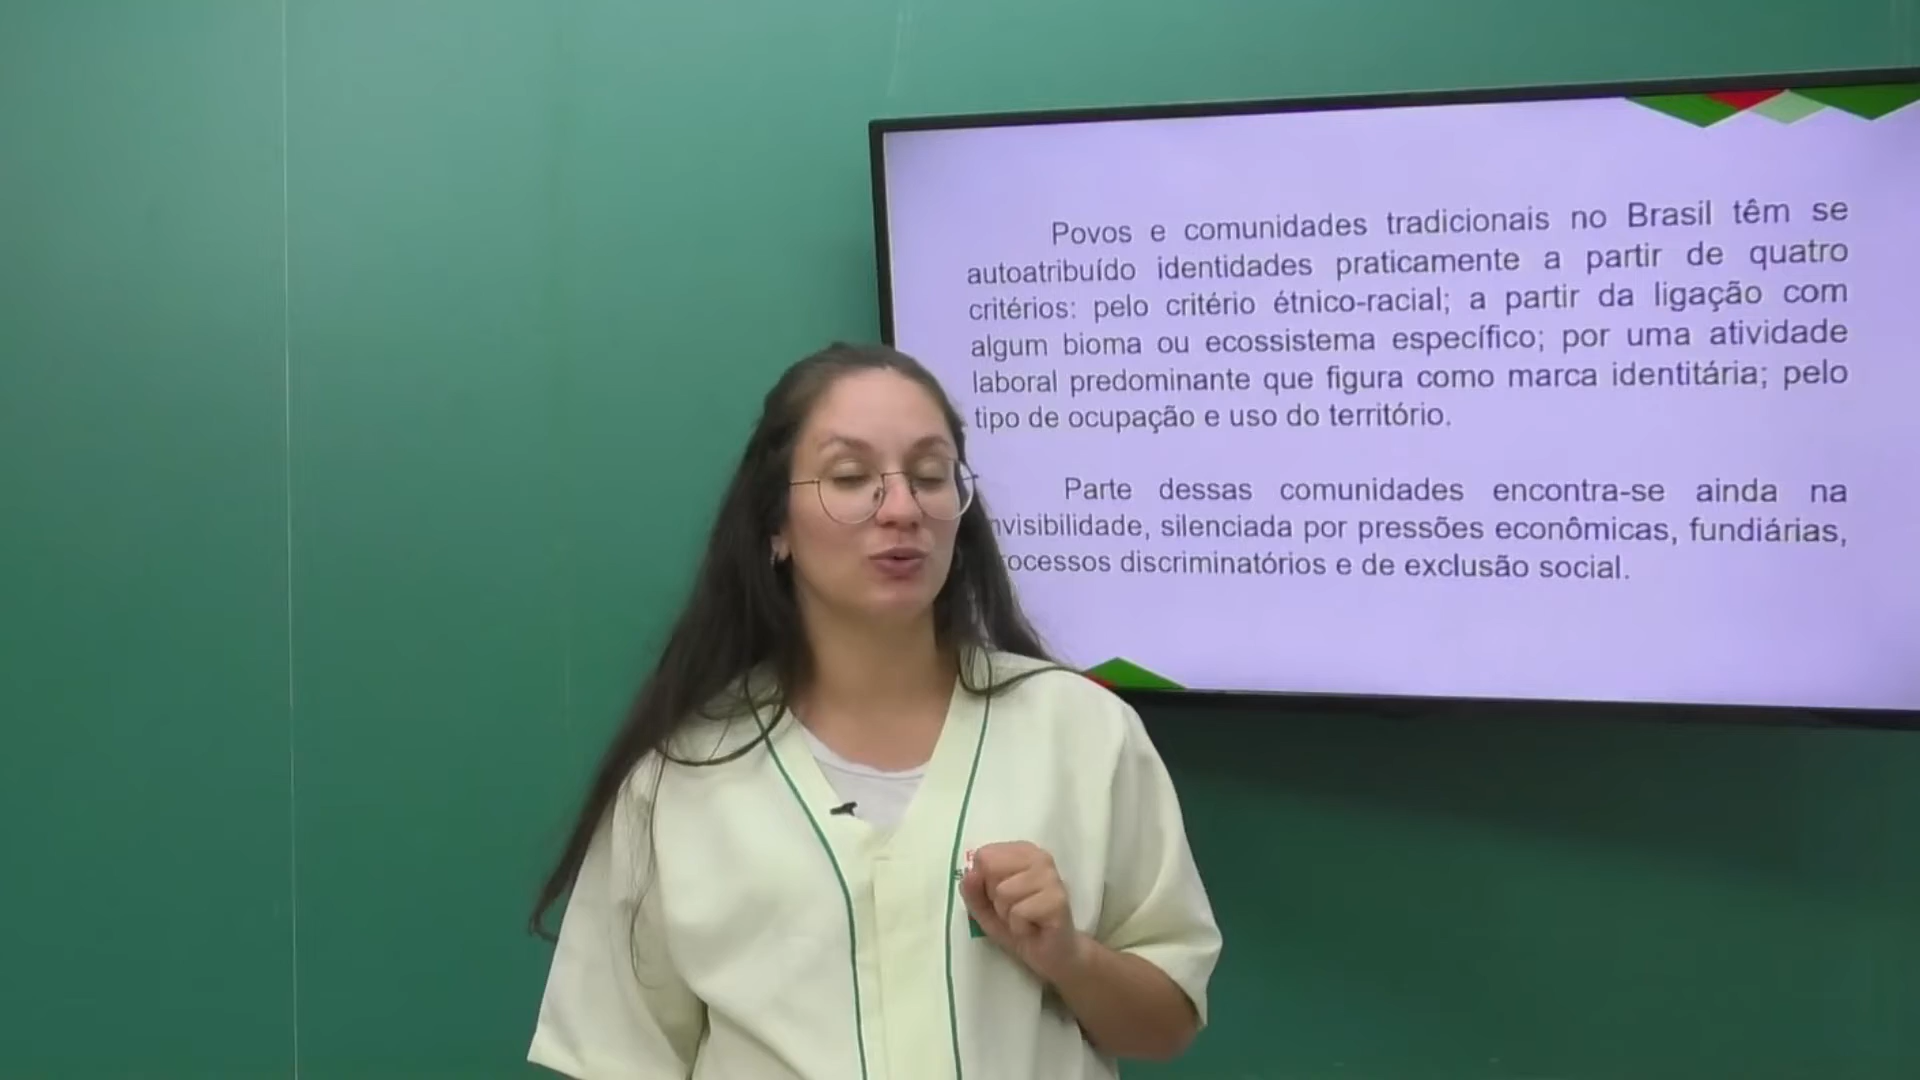 Povos e comunidades tradicionais no Brasil têm se
autoatribuído identidades praticamente a partir de quatro
critérios: pelo critério étnico-racial; a partir da ligação com
algum bioma ou ecossistema específico; por uma atividade
laboral predominante que figura como marca identitária; pelo
tipo de ocupação e uso do território.
Parte dessas comunidades encontra-se ainda na
nvisibilidade, silenciada por pressões econômicas, fundiárias,
ocessos discriminatórios e de exclusão social.